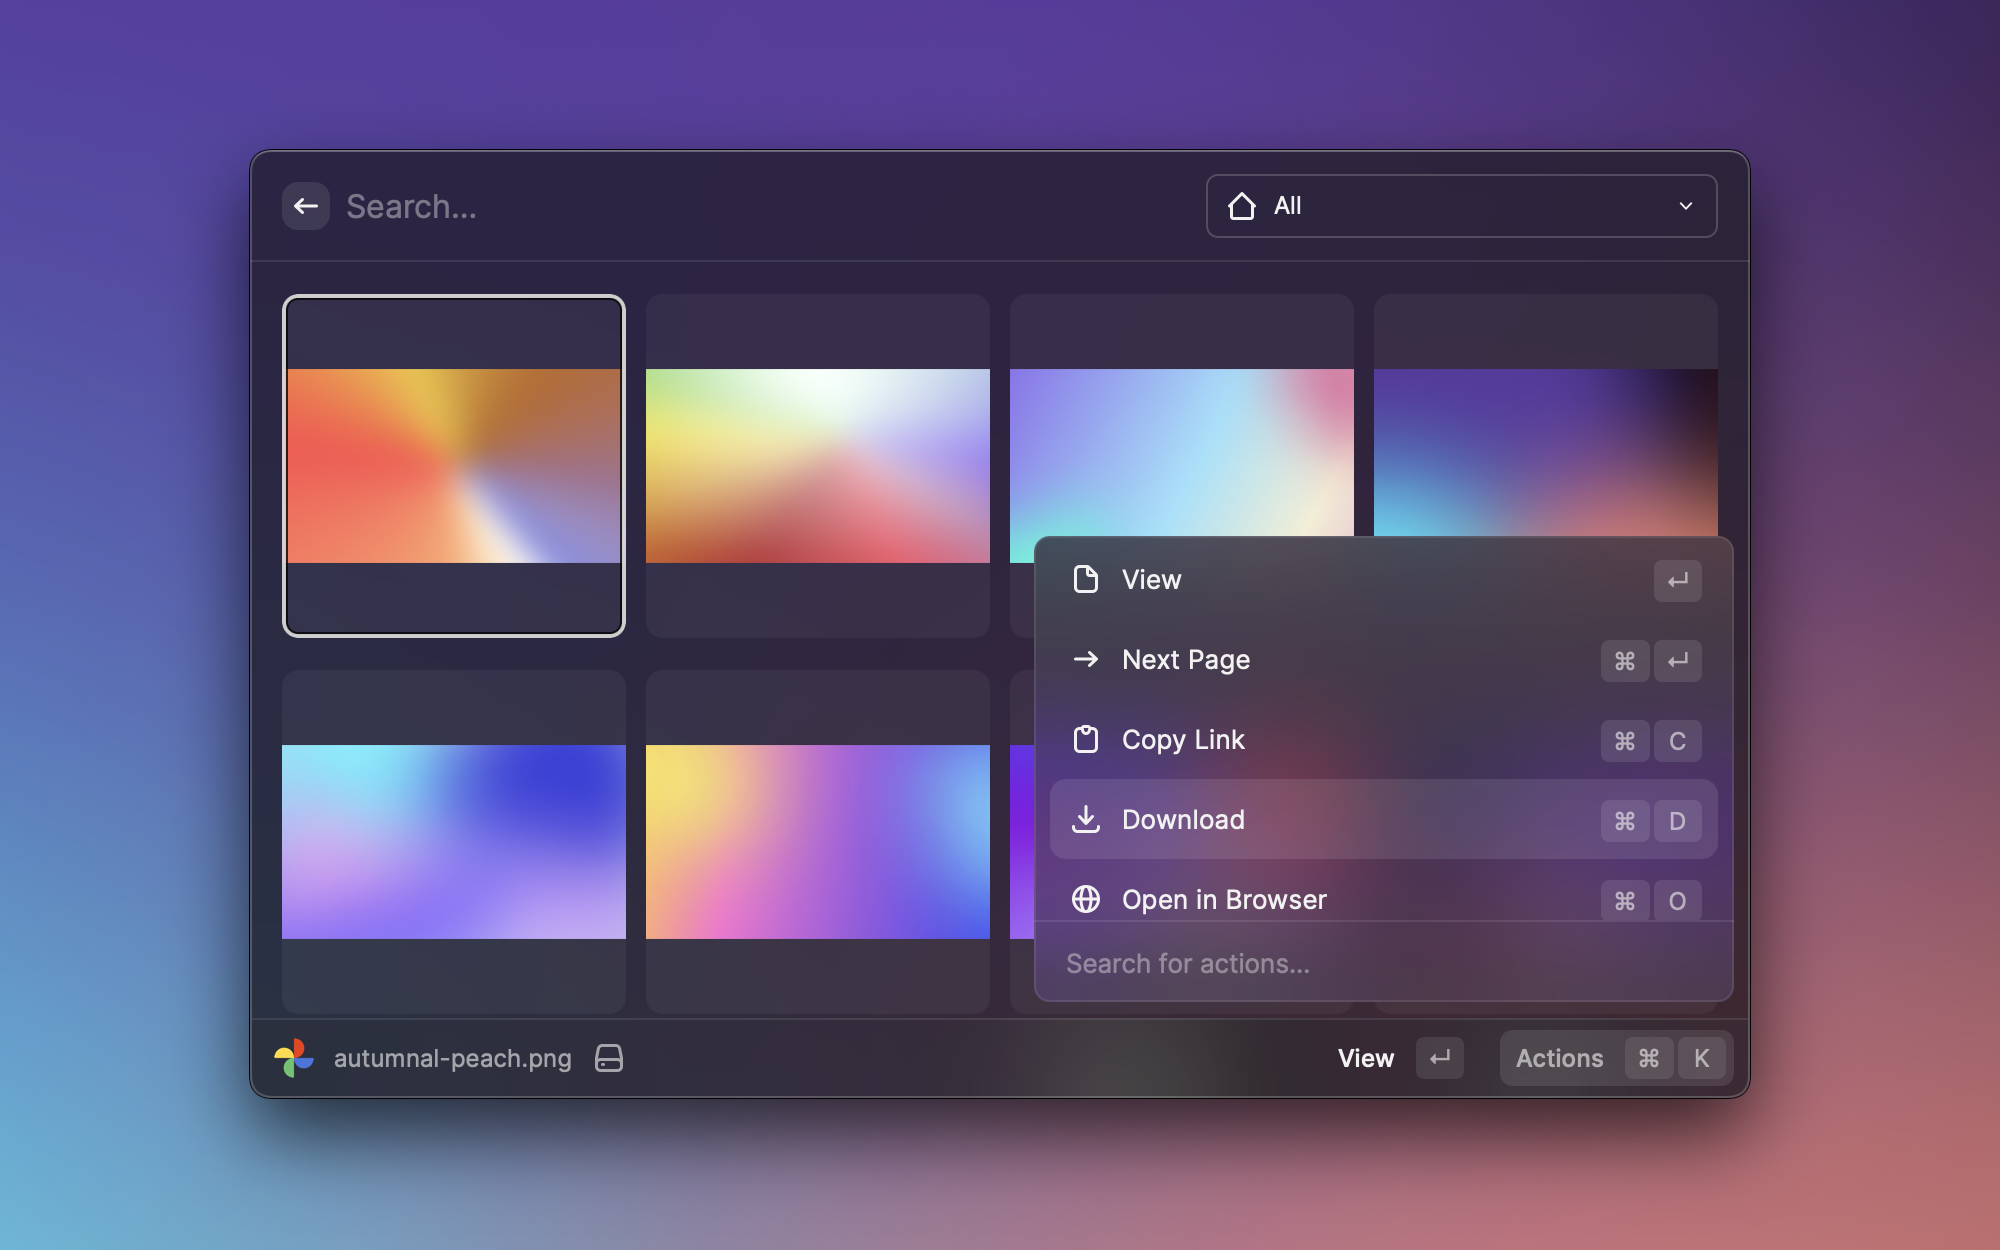 Search...
All
View
Next Page ⌘
Copy Link ⌘ C
Download ⌘ D
Open in Browser ⌘ O
Search for actions...
autumnal-peach.png
View
Actions ⌘ K